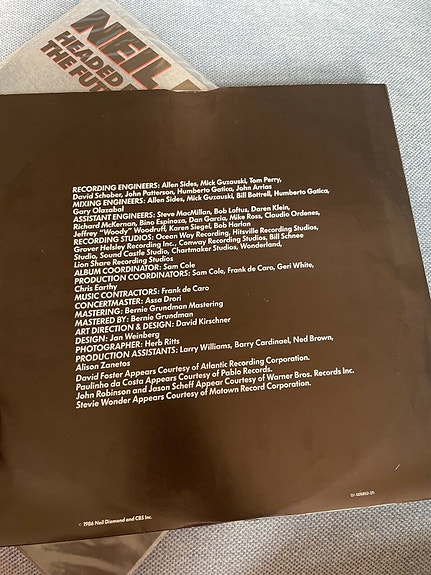 NEIL
HEADED
THE FUTU
RECORDING ENGINEERS: Allen Sides, Mick Guzauski, Tom Perry,
David Schober, John Patterson, Humberto Gatica, John Arrias
MIXING ENGINEERS: Allen Sides, Mick Guzauski, Bill Bottrell, Humberto Gatica,
Gary Olazabal
ASSISTANT ENGINEERS: Steve MacMillan, Bob Loftus, Daren Klein,
Richard McKernan, Bino Espinoza, Dan Garcia, Mike Ross, Claudio Ordenes,
Jeffrey "Woody" Woodruff, Karen Siegel, Bob Harlan
RECORDING STUDIOS: Ocean Way Recording, Hitsville Recording Studios,
Grover Helsley Recording Inc., Conway Recording Studios, Bill Schnee
Studio, Sound Castle Studio, Chartmaker Studios, Wonderland,
Lion Share Recording Studios
ALBUM COORDINATOR: Sam Cole
PRODUCTION COORDINATORS: Sam Cole, Frank de Caro, Geri White,
Chris Earthy
MUSIC CONTRACTORS: Frank de Caro
CONCERTMASTER: Assa Drori
MASTERING: Bernie Grundman Mastering
MASTERED BY: Bernie Grundman
ART DIRECTION & DESIGN: David Kirschner
DESIGN: Jan Weinberg
PHOTOGRAPHER: Herb Ritts
PRODUCTION ASSISTANTS: Larry Williams, Barry Cardinael, Ned Brown,
Alison Zanetos
David Foster Appears Courtesy of Atlantic Recording Corporation.
Paulinho da Costa Appears Courtesy of Pablo Records.
John Robinson and Jason Scheff Appear Courtesy of Warner Bros. Records Inc.
Stevie Wonder Appears Courtesy of Motown Record Corporation.
© 1986 Neil Diamond and CBS Inc.